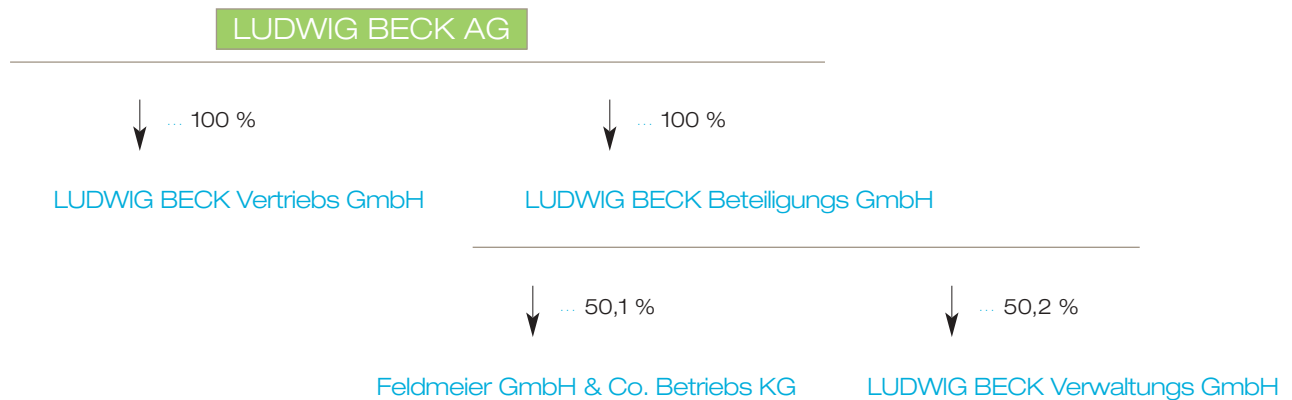 LUDWIG BECK AG
... 100 %
... 100 %
LUDWIG BECK Vertriebs GmbH
LUDWIG BECK Beteiligungs GmbH
... 50,1 %
... 50,2 %
Feldmeier GmbH & Co. Betriebs KG
LUDWIG BECK Verwaltungs GmbH